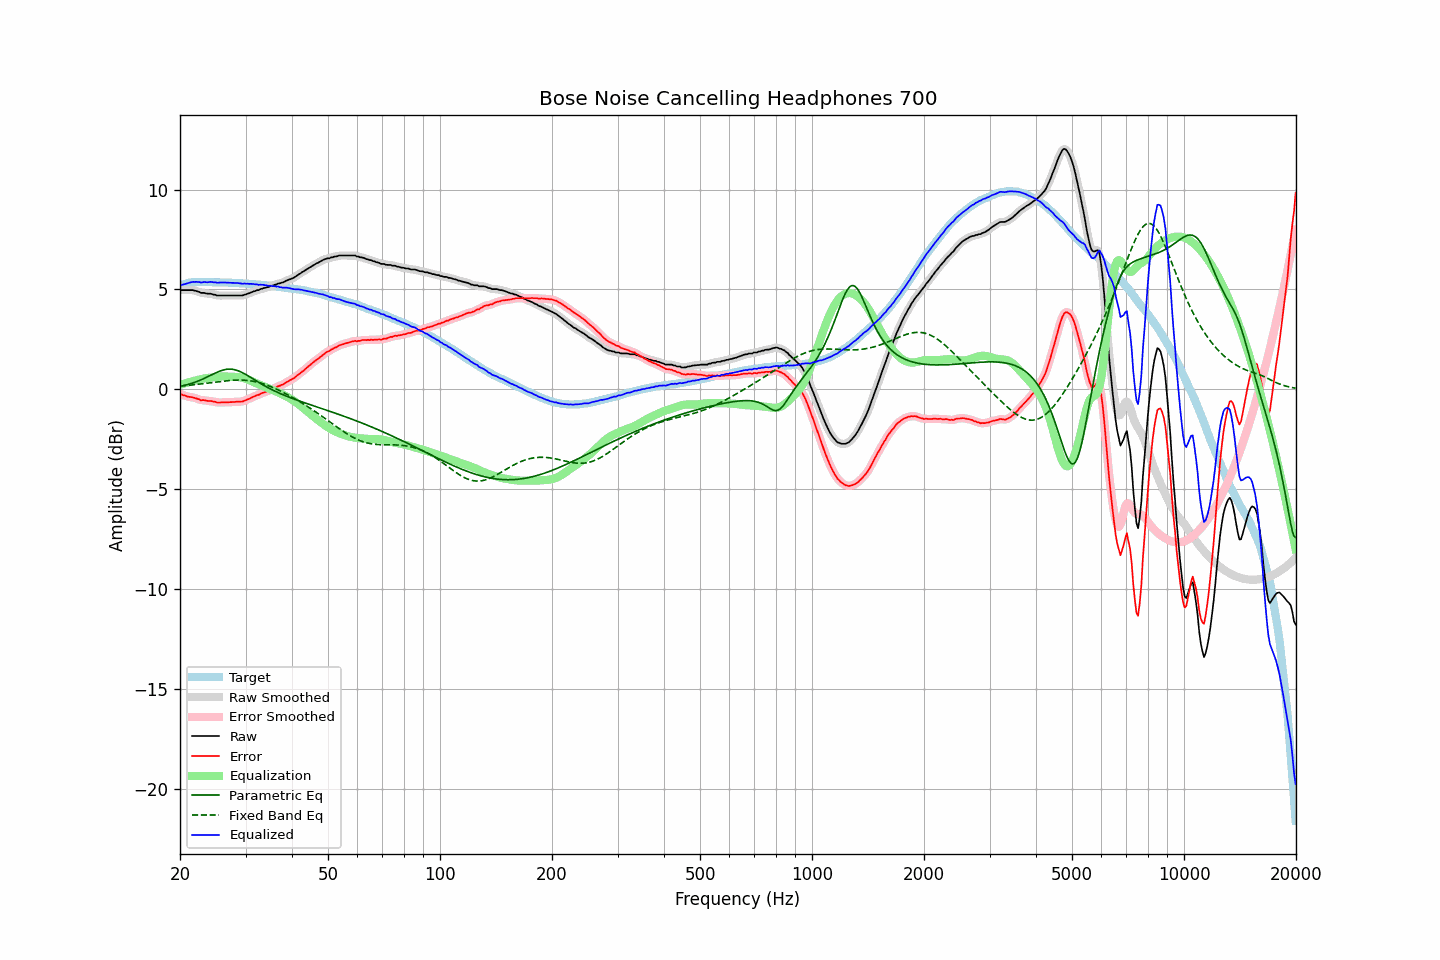 Bose Noise Cancelling Headphones 700
Amplitude (dBr)
10
5
0
−5
−10
−15
−20
Target
Raw Smoothed
Error Smoothed
Raw
Error
Equalization
Parametric Eq
Fixed Band Eq
Equalized
20 50 100 200 500 1000 2000 5000 10000 20000
Frequency (Hz)